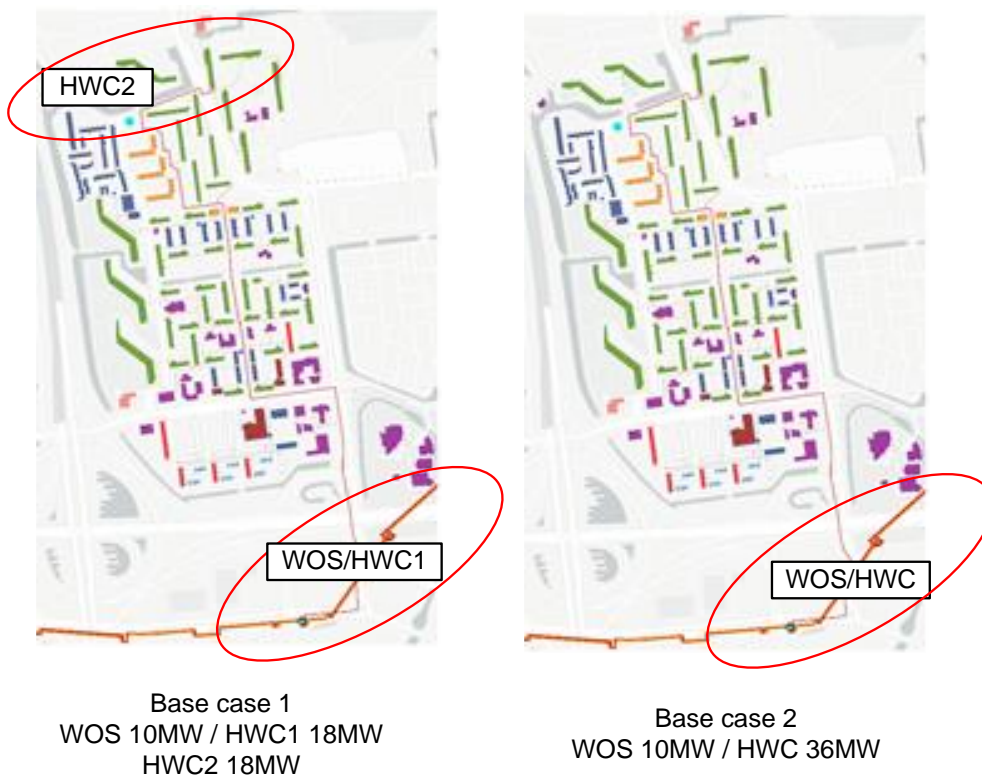 HWC2
WOS/HWC1
WOS/HWC
Base case 1
WOS 10MW / HWC1 18MW
HWC2 18MW
Base case 2
WOS 10MW / HWC 36MW